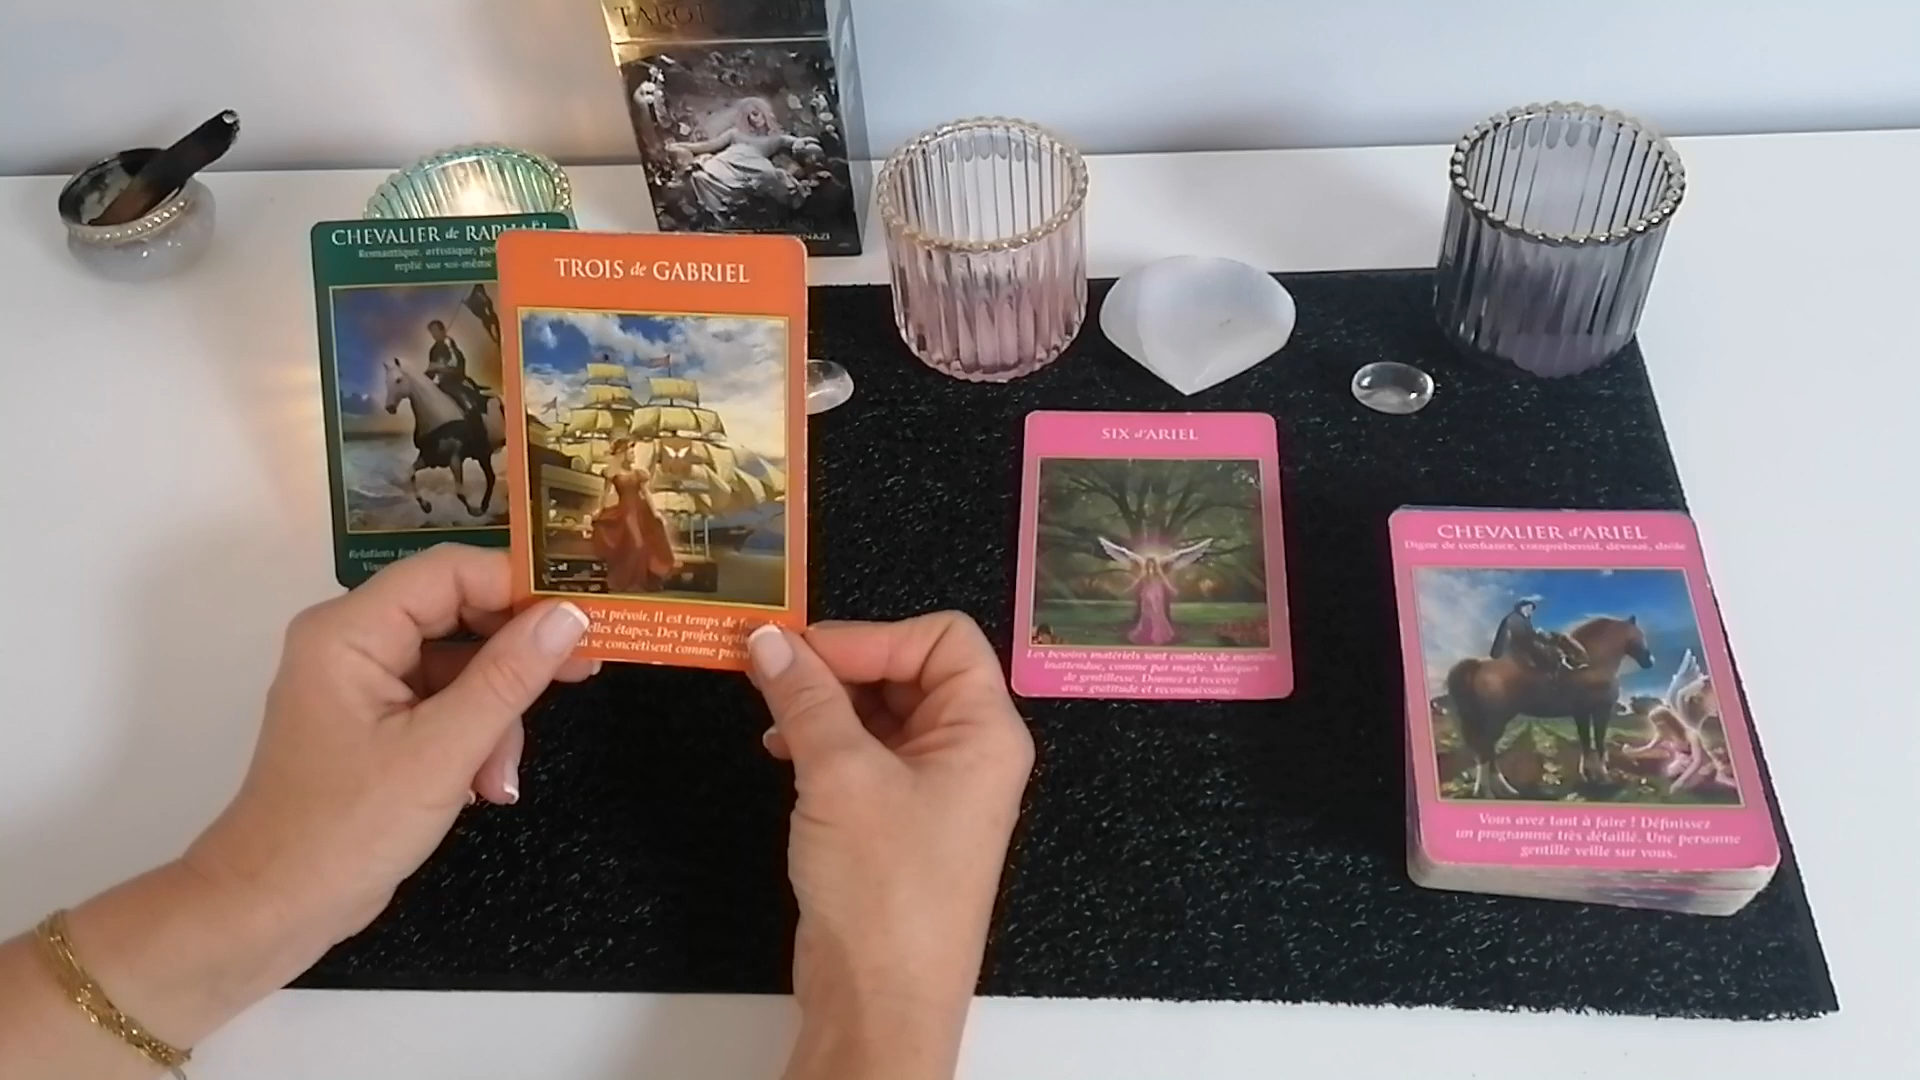 TAROT
CHEVALIER de RAPHAËL
Romantique, artistique,
replié sur soi-même
Relations
TROIS de GABRIEL
c'est prévoir. Il est temps de
étapes. Des projets
se concrétisent comme
SIX d'ARIEL
Les besoins matériels sont comblés de manière
inattendue, comme par magie. Marques
de gentillesse. Donnez et recevez
avec gratitude et reconnaissance.
CHEVALIER d'ARIEL
Digne de confiance, compréhensif, dévoué, drôle
Vous avez tant à faire ! Définissez
un programme très détaillé. Une personne
gentille veille sur vous.